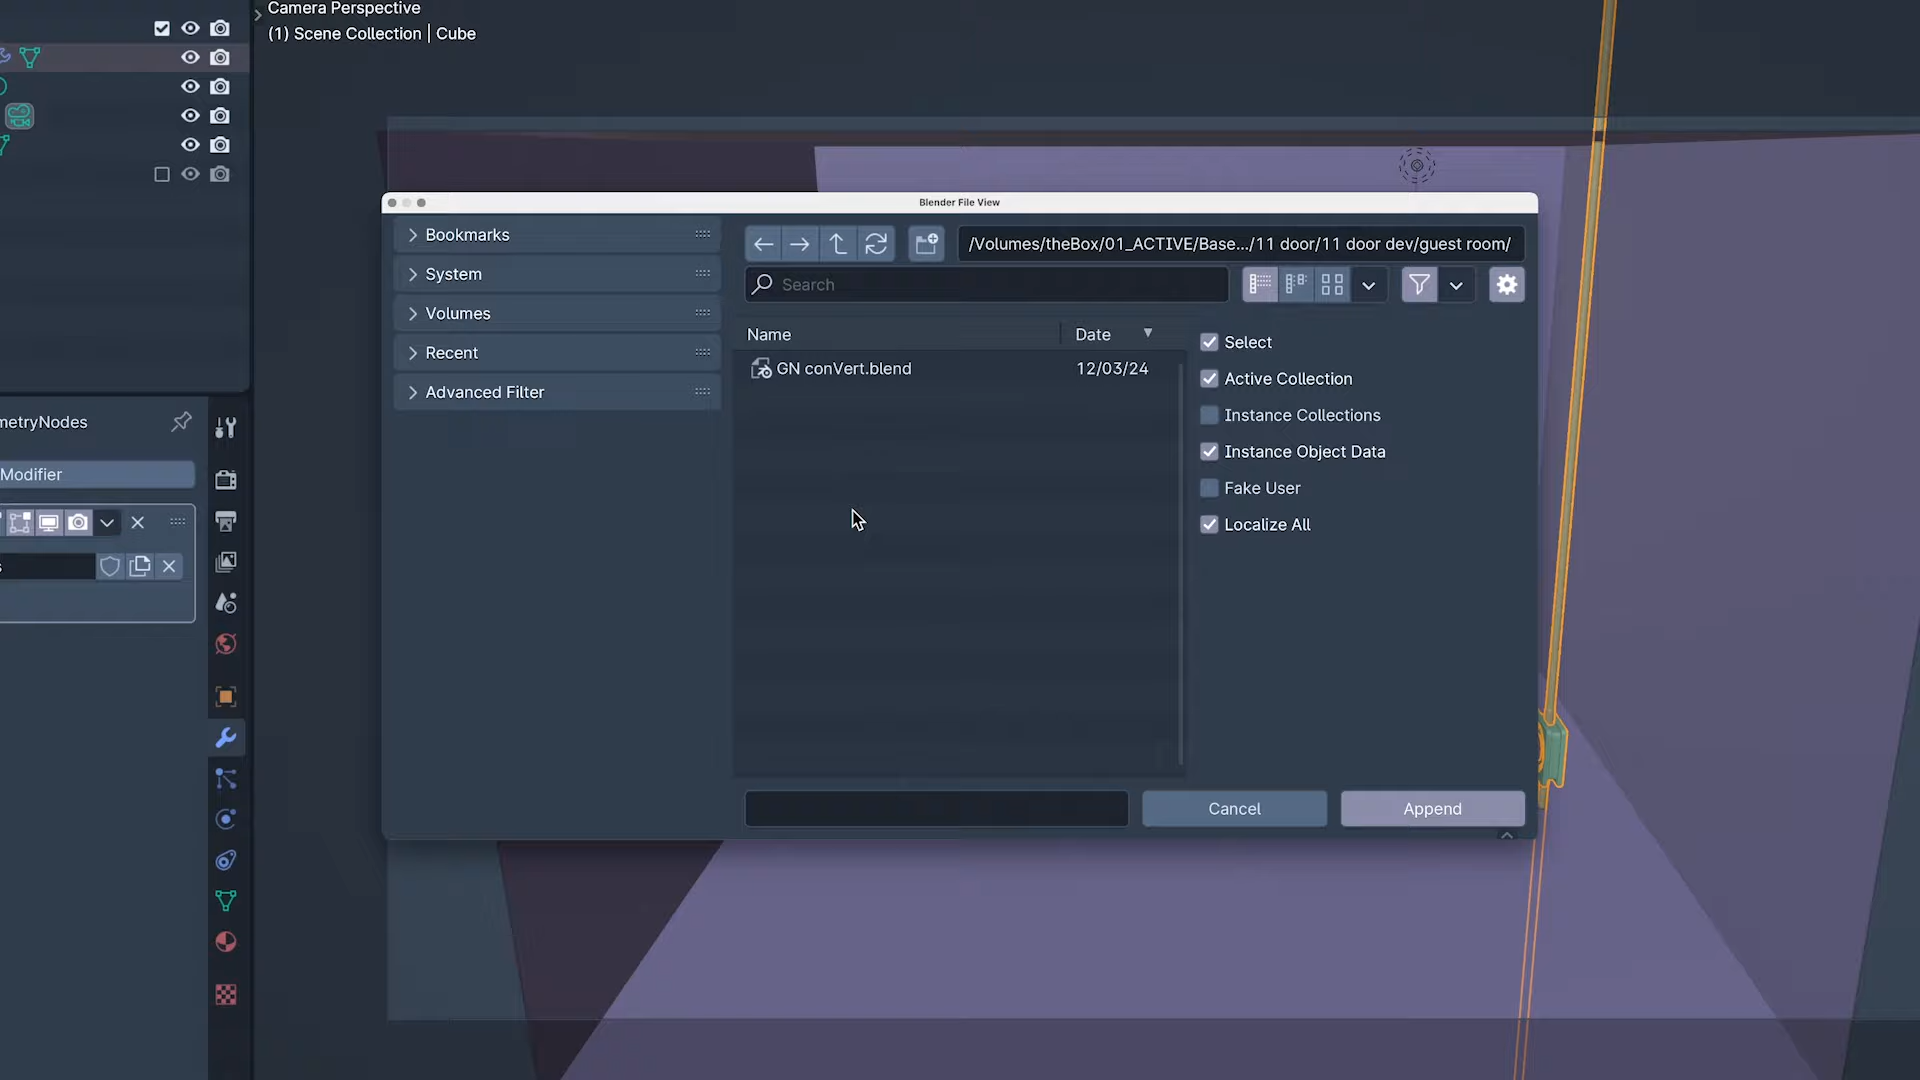 Camera Perspective
(1) Scene Collection | Cube
Blender File View
Bookmarks
System
Volumes
Recent
Advanced Filter
/Volumes/theBox/01_ACTIVE/Base.../11 door/11 door dev/guest room/
Search
Name
Date
GN conVert.blend
12/03/24
Select
Active Collection
Instance Collections
Instance Object Data
Fake User
Localize All
Cancel
Append
metryNodes
Modifier
s